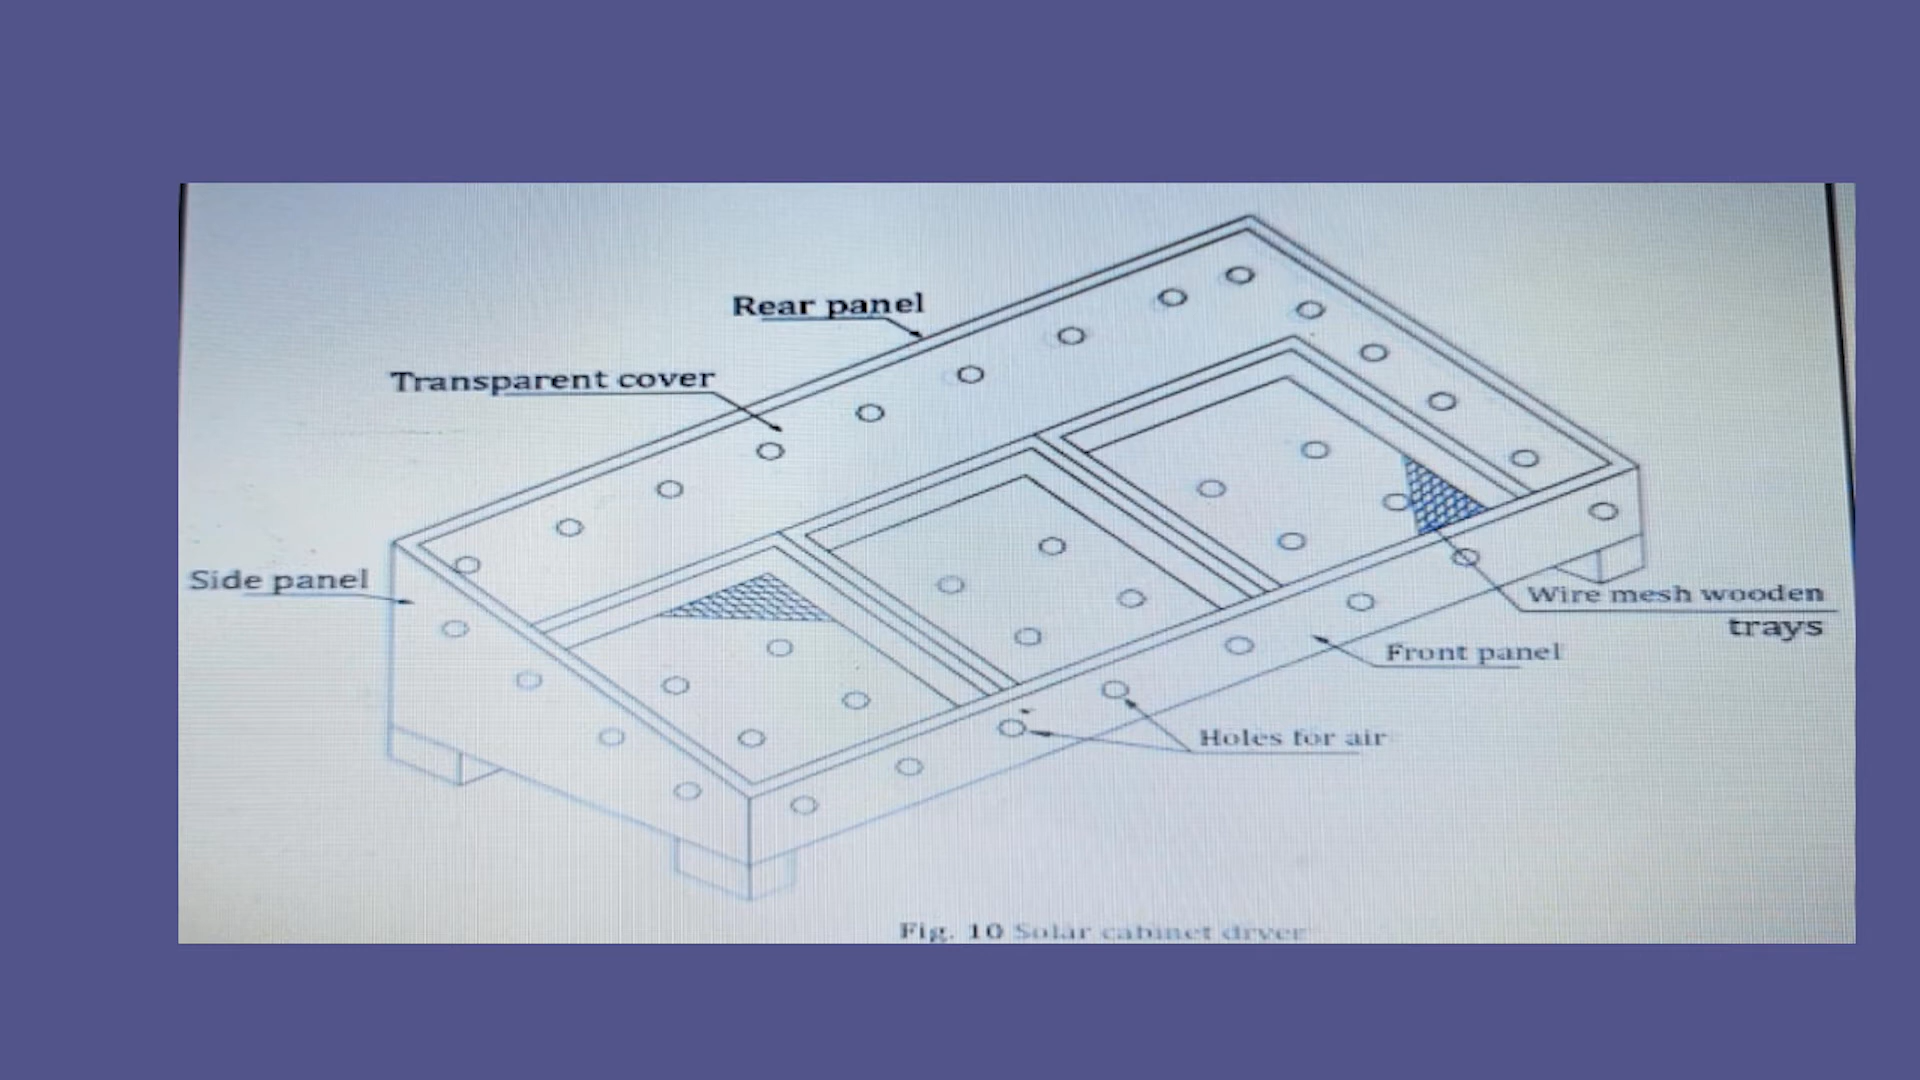 Rear panel
Transparent cover
Side panel
Wire mesh wooden
trays
Front panel
Holes for air
Fig. 10 Solar cabinet dryer